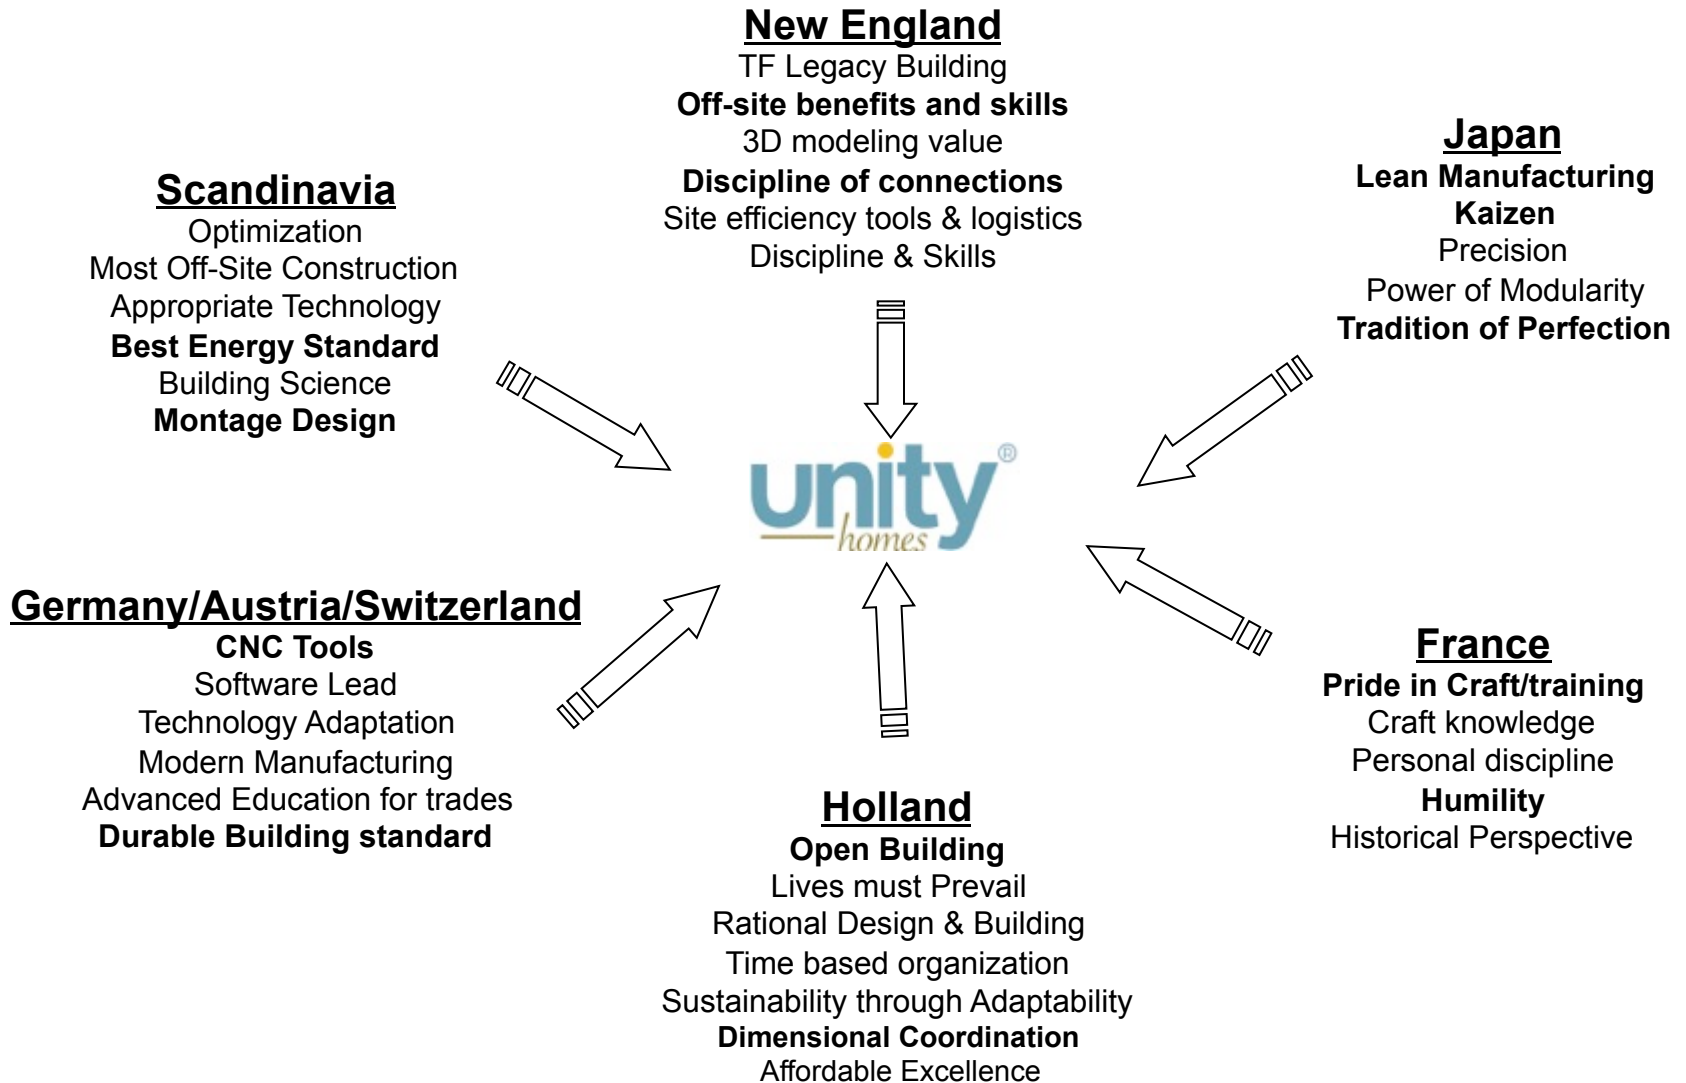 New England
TF Legacy Building
Off-site benefits and skills
3D modeling value
Discipline of connections
Site efficiency tools & logistics
Discipline & Skills
Scandinavia
Optimization
Most Off-Site Construction
Appropriate Technology
Best Energy Standard
Building Science
Montage Design
Japan
Lean Manufacturing
Kaizen
Precision
Power of Modularity
Tradition of Perfection
unity®
homes
Germany/Austria/Switzerland
CNC Tools
Software Lead
Technology Adaptation
Modern Manufacturing
Advanced Education for trades
Durable Building standard
Holland
Open Building
Lives must Prevail
Rational Design & Building
Time based organization
Sustainability through Adaptability
Dimensional Coordination
Affordable Excellence
France
Pride in Craft/training
Craft knowledge
Personal discipline
Humility
Historical Perspective